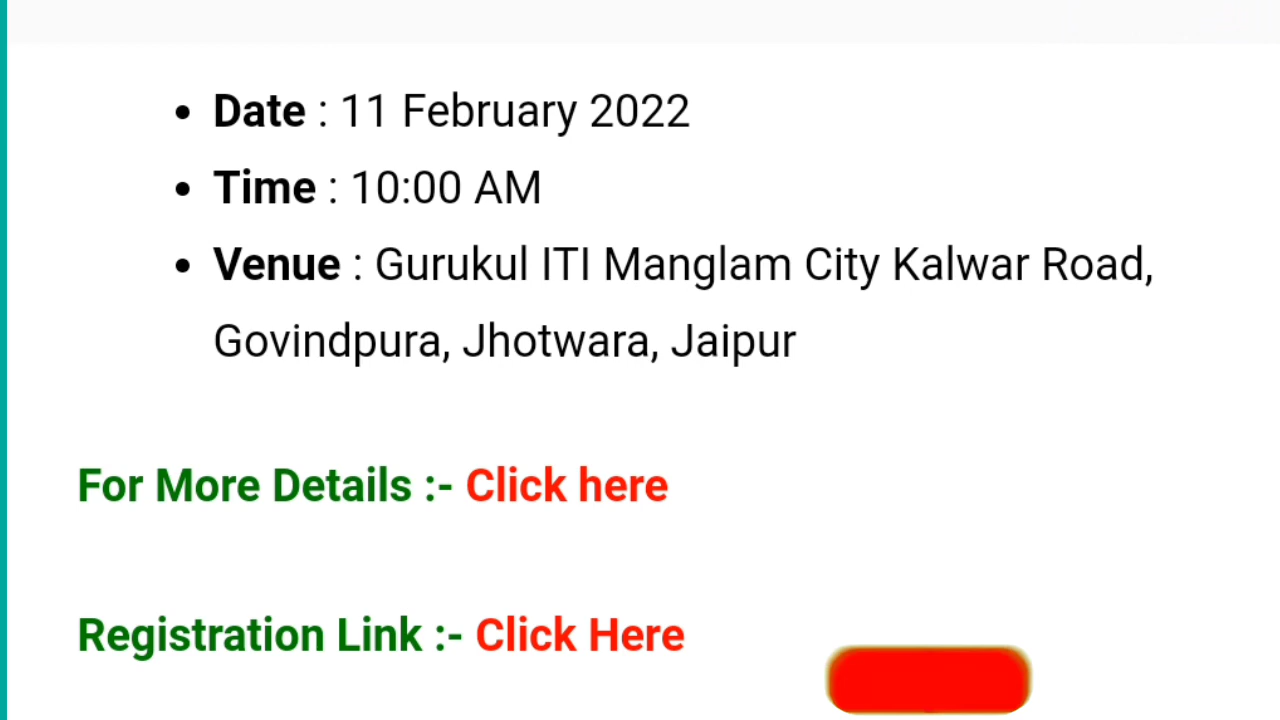 • Date : 11 February 2022
• Time : 10:00 AM
• Venue : Gurukul ITI Manglam City Kalwar Road,
Govindpura, Jhotwara, Jaipur
For More Details :- Click here
Registration Link :- Click Here